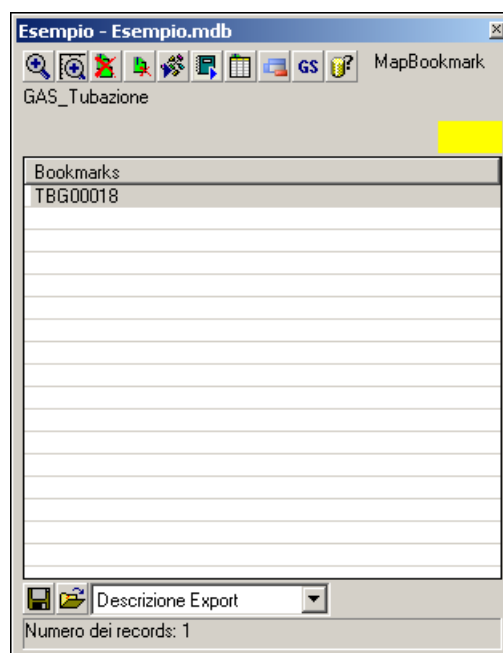 Esempio - Esempio.mdb
GS MapBookmark
GAS_Tubazione
Bookmarks
TBG00018
Descrizione Export
Numero dei records: 1